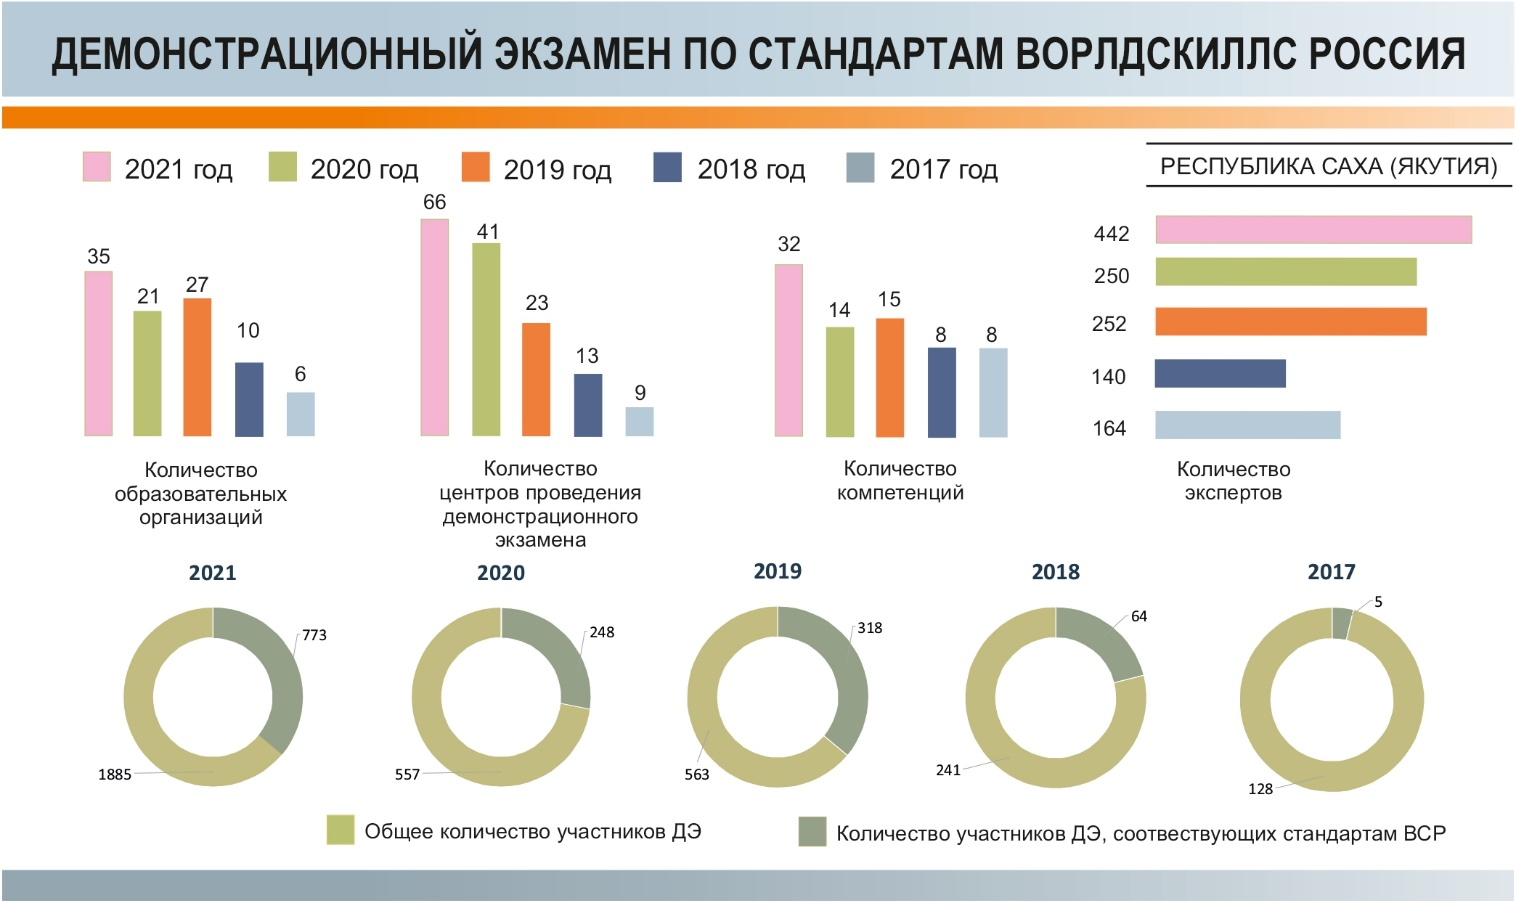 ДЕМОНСТРАЦИОННЫЙ ЭКЗАМЕН ПО СТАНДАРТАМ ВОРЛДСКИЛЛС РОССИЯ
2021 год
2020 год
2019 год
2018 год
2017 год
РЕСПУБЛИКА САХА (ЯКУТИЯ)
35
21
27
10
6
Количество
образовательных
организаций
66
41
23
13
9
Количество
центров проведения
демонстрационного
экзамена
32
14
15
8
8
Количество
компетенций
442
250
252
140
164
Количество
экспертов
2021
773
1885
2020
248
557
2019
318
563
2018
64
241
2017
5
128
Общее количество участников ДЭ
Количество участников ДЭ, соотвествующих стандартам ВСР